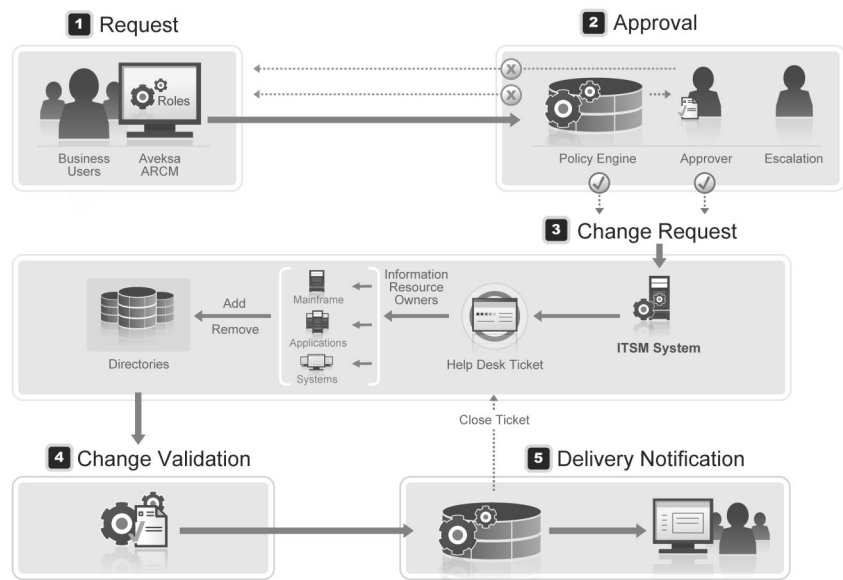 1 Request
2 Approval
Roles
X
X
Business
Users
Aveksa
ARCM
Policy Engine
Approver
Escalation
3 Change Request
Directories
Add
Remove
Mainframe
Applications
Systems
Information
Resource
Owners
Help Desk Ticket
ITSM System
Close Ticket
4 Change Validation
5 Delivery Notification